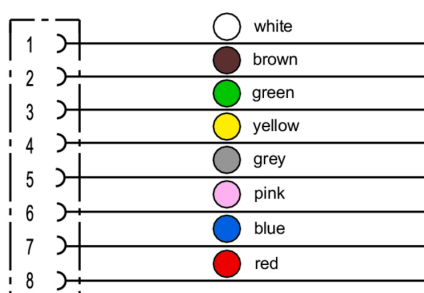 white
1
brown
2
green
3
yellow
4
grey
5
pink
6
blue
7
red
8